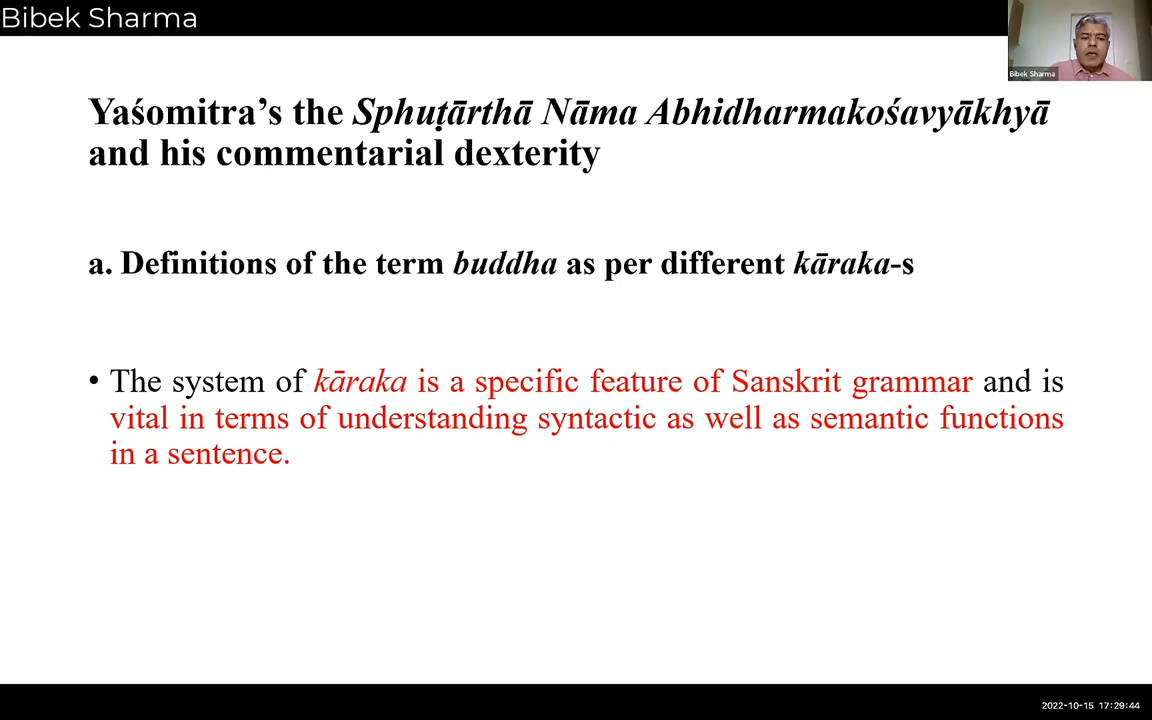 Bibek Sharma
Bibek Sharma
Yaśomitra’s the Sphuṭārthā Nāma Abhidharmakośavyākhyā
and his commentarial dexterity
a. Definitions of the term buddha as per different kāraka-s
• The system of kāraka is a specific feature of Sanskrit grammar and is
vital in terms of understanding syntactic as well as semantic functions
in a sentence.
2022-10-15 17:29:44